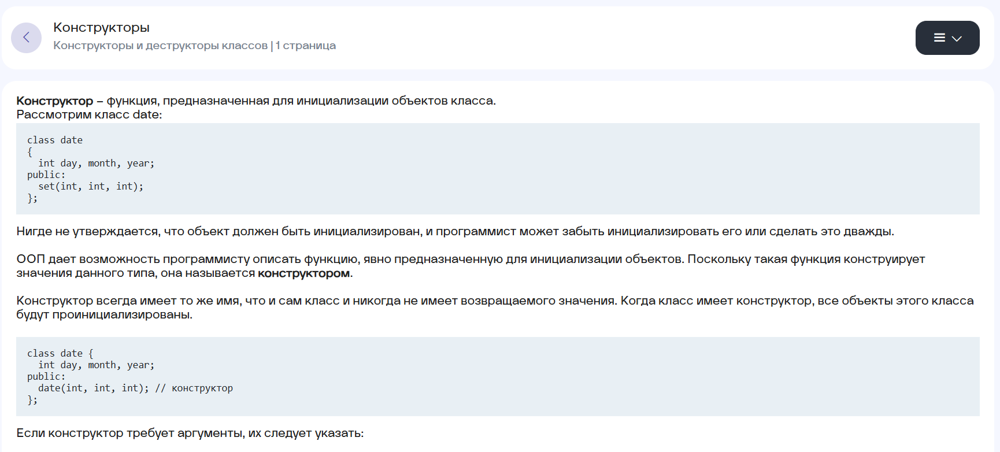 Конструкторы
Конструкторы и деструкторы классов | 1 страница
Конструктор – функция, предназначенная для инициализации объектов класса.
Рассмотрим класс date:
class date
{
  int day, month, year;
public:
  set(int, int, int);
};
Нигде не утверждается, что объект должен быть инициализирован, и программист может забыть инициализировать его или сделать это дважды.
ООП дает возможность программисту описать функцию, явно предназначенную для инициализации объектов. Поскольку такая функция конструирует
значения данного типа, она называется конструктором.
Конструктор всегда имеет то же имя, что и сам класс и никогда не имеет возвращаемого значения. Когда класс имеет конструктор, все объекты этого класса
будут проинициализированы.
class date {
  int day, month, year;
public:
  date(int, int, int); // конструктор
};
Если конструктор требует аргументы, их следует указать: